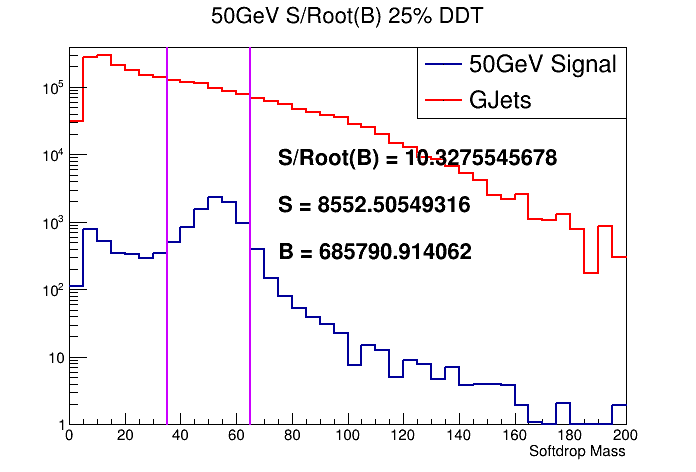 50GeV S/Root(B) 25% DDT
50GeV Signal
GJets
10^5
10^4
10^3
10^2
10
1
S/Root(B) = 10.3275545678
S = 8552.50549316
B = 685790.914062
0 20 40 60 80 100 120 140 160 180 200
Softdrop Mass